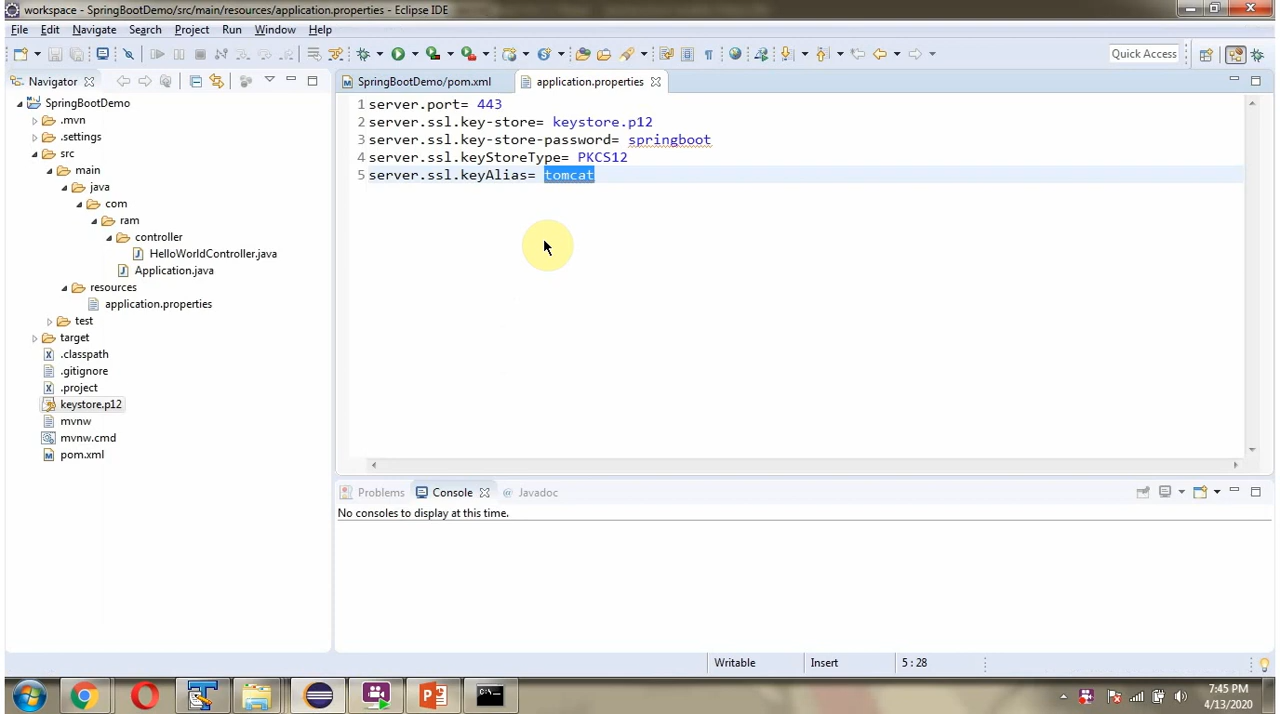 workspace - SpringBootDemo/src/main/resources/application.properties - Eclipse IDE
File Edit Navigate Search Project Run Window Help
Quick Access
Navigator
SpringBootDemo/pom.xml
application.properties
SpringBootDemo
.mvn
.settings
src
main
java
com
ram
controller
HelloWorldController.java
Application.java
resources
application.properties
test
target
.classpath
.gitignore
.project
keystore.p12
mvnw
mvnw.cmd
pom.xml
1 server.port= 443
2 server.ssl.key-store= keystore.p12
3 server.ssl.key-store-password= springboot
4 server.ssl.keyStoreType= PKCS12
5 server.ssl.keyAlias= tomcat
Problems Console Javadoc
No consoles to display at this time.
Writable Insert 5 : 28
7:45 PM
4/13/2020